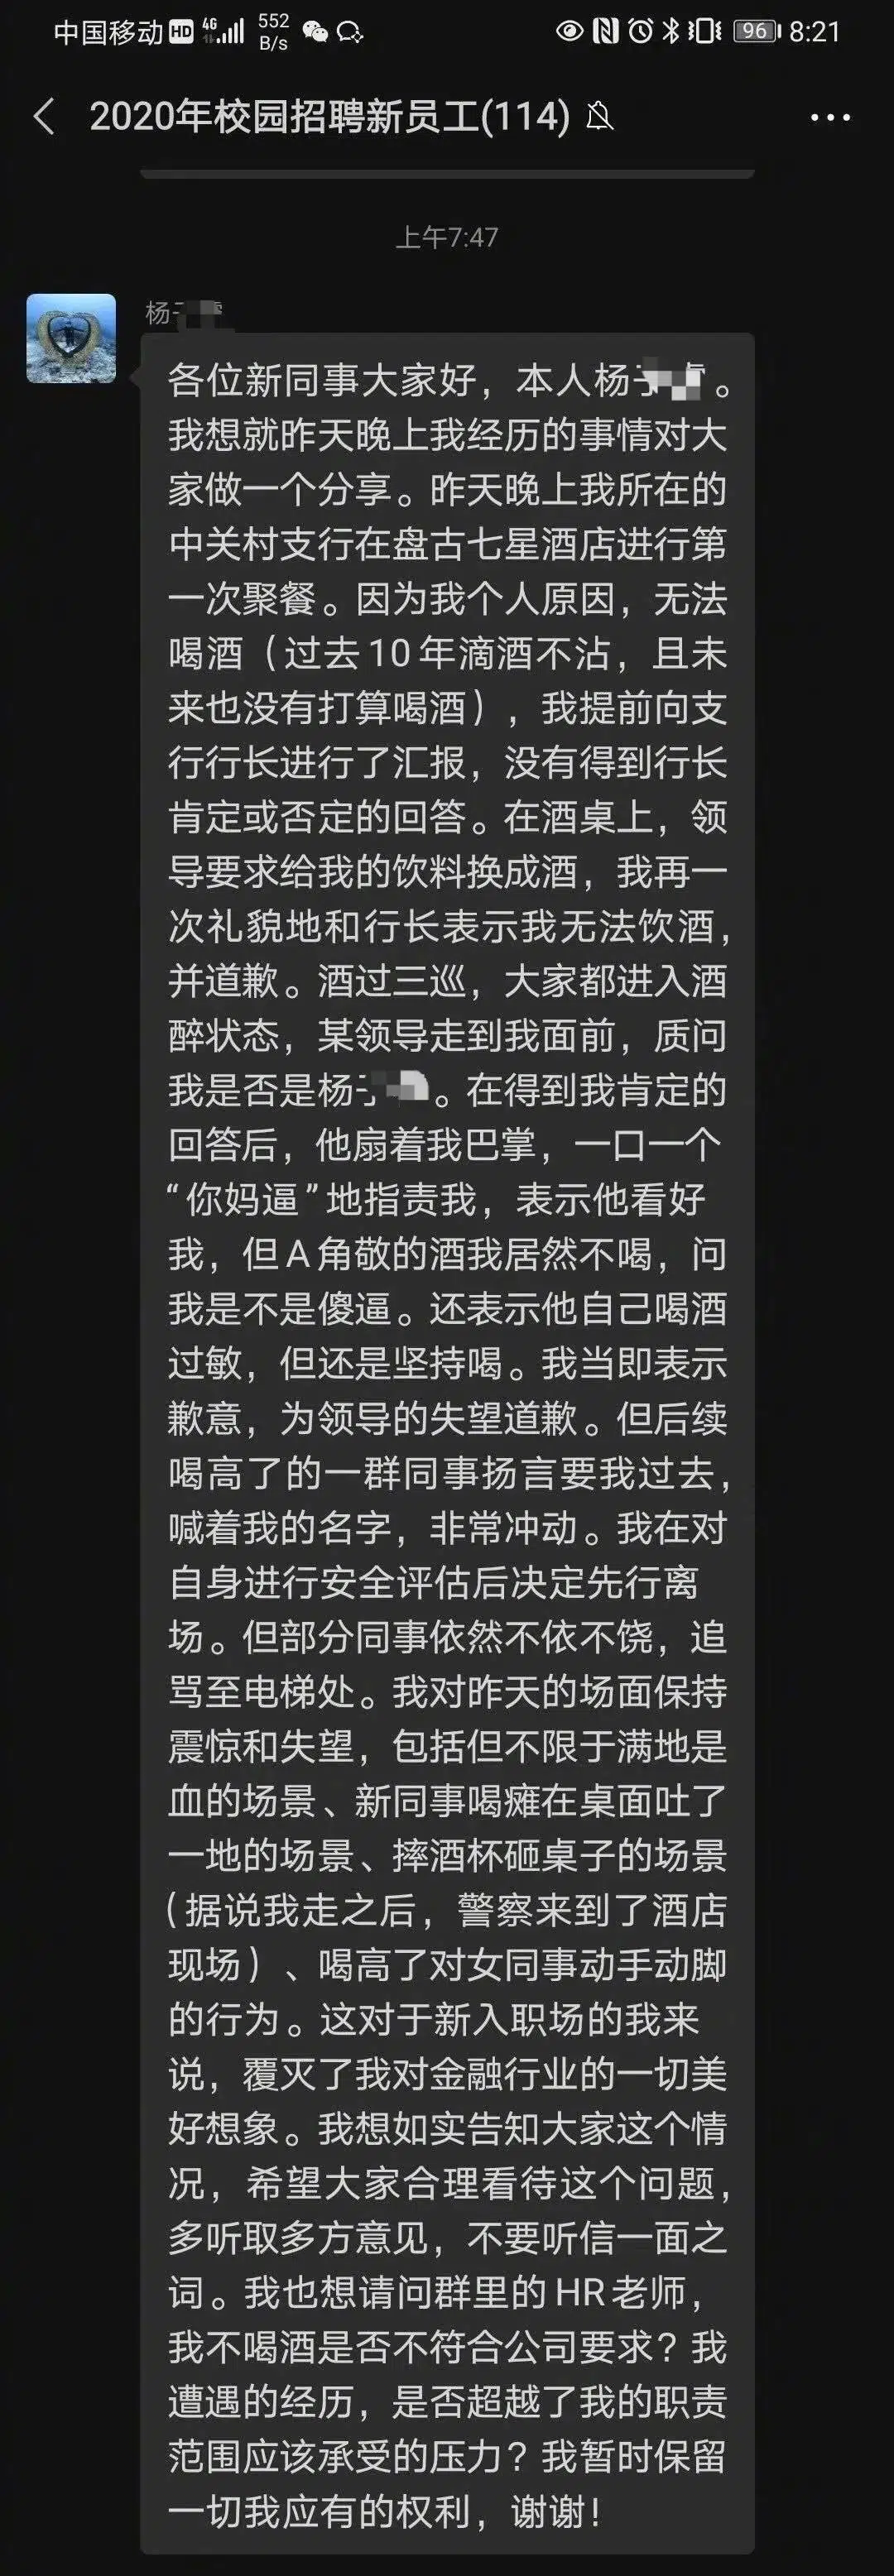 中国移动 HD 4G 552 B/s 96 8:21
2020年校园招聘新员工(114)
上午7:47
杨
各位新同事大家好，本人杨 。
我想就昨天晚上我经历的事情对大
家做一个分享。昨天晚上我所在的
中关村支行在盘古七星酒店进行第
一次聚餐。因为我个人原因，无法
喝酒（过去10年滴酒不沾，且未
来也没有打算喝酒），我提前向支
行行长进行了汇报，没有得到行长
肯定或否定的回答。在酒桌上，领
导要求给我的饮料换成酒，我再一
次礼貌地和行长表示我无法饮酒，
并道歉。酒过三巡，大家都进入酒
醉状态，某领导走到我面前，质问
我是否是杨 。在得到我肯定的
回答后，他扇着我巴掌，一口一个
“你妈逼”地指责我，表示他看好
我，但A角敬的酒我居然不喝，问
我是不是傻逼。还表示他自己喝酒
过敏，但还是坚持喝。我当即表示
歉意，为领导的失望道歉。但后续
喝高了的一群同事扬言要我过去，
喊着我的名字，非常冲动。我在对
自身进行安全评估后决定先行离
场。但部分同事依然不依不饶，追
骂至电梯处。我对昨天的场面保持
震惊和失望，包括但不限于满地是
血的场景、新同事喝瘫在桌面吐了
一地的场景、摔酒杯砸桌子的场景
(据说我走之后，警察来到了酒店
现场）、喝高了对女同事动手动脚
的行为。这对于新入职场的我来
说，覆灭了我对金融行业的一切美
好想象。我想如实告知大家这个情
况，希望大家合理看待这个问题，
多听取多方意见，不要听信一面之
词。我也想请问群里的HR老师，
我不喝酒是否不符合公司要求？我
遭遇的经历，是否超越了我的职责
范围应该承受的压力？我暂时保留
一切我应有的权利，谢谢！